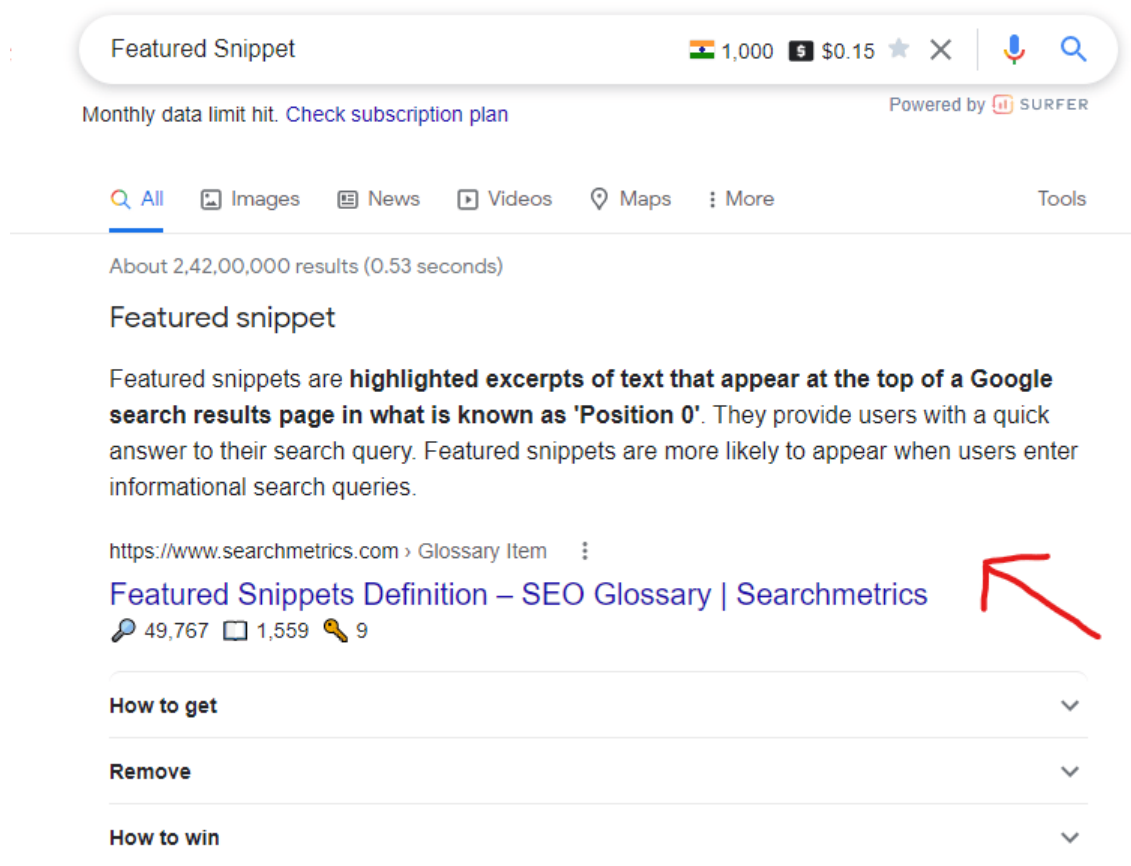 Featured Snippet 1,000 $ $0.15
Monthly data limit hit. Check subscription plan
Powered by SURFER
All Images News Videos Maps More Tools
About 2,42,00,000 results (0.53 seconds)
Featured snippet
Featured snippets are highlighted excerpts of text that appear at the top of a Google
search results page in what is known as 'Position 0'. They provide users with a quick
answer to their search query. Featured snippets are more likely to appear when users enter
informational search queries.
https://www.searchmetrics.com › Glossary Item
Featured Snippets Definition – SEO Glossary | Searchmetrics
49,767 1,559 9
How to get
Remove
How to win